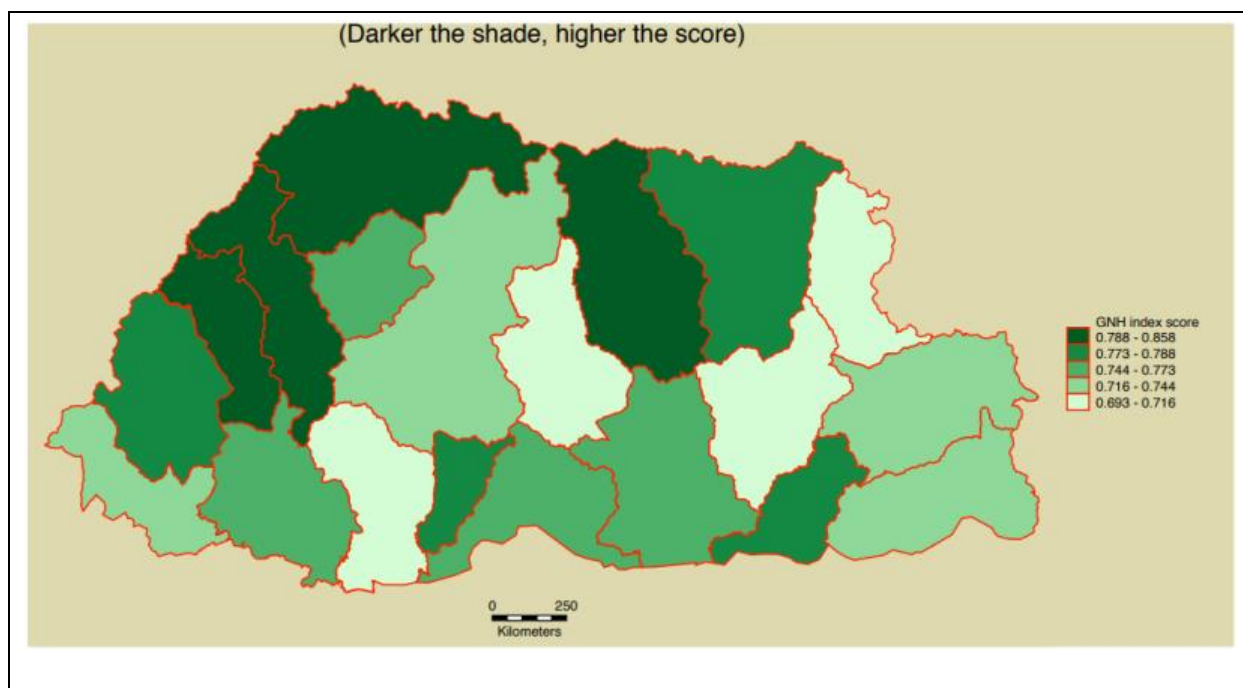 (Darker the shade, higher the score)
GNH index score
0.788 - 0.858
0.773 - 0.788
0.744 - 0.773
0.716 - 0.744
0.693 - 0.716
0 250
Kilometers